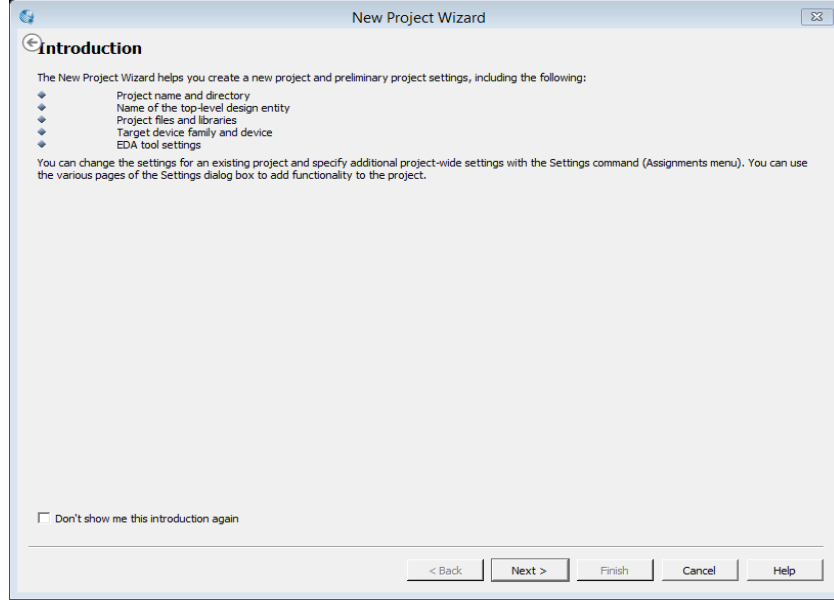 New Project Wizard
Introduction
The New Project Wizard helps you create a new project and preliminary project settings, including the following:
Project name and directory
Name of the top-level design entity
Project files and libraries
Target device family and device
EDA tool settings
You can change the settings for an existing project and specify additional project-wide settings with the Settings command (Assignments menu). You can use
the various pages of the Settings dialog box to add functionality to the project.
Don't show me this introduction again
< Back Next > Finish Cancel Help